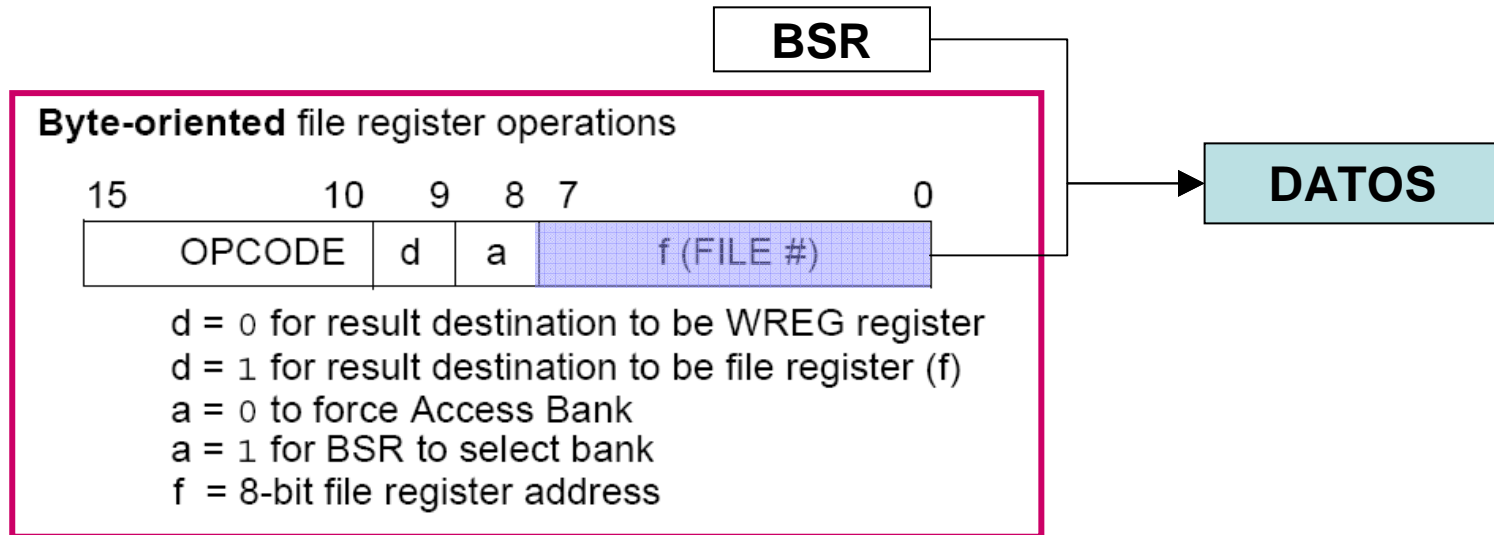 BSR
Byte-oriented file register operations
15 10 9 8 7 0
OPCODE d a f (FILE #)
DATOS
d = 0 for result destination to be WREG register
d = 1 for result destination to be file register (f)
a = 0 to force Access Bank
a = 1 for BSR to select bank
f = 8-bit file register address